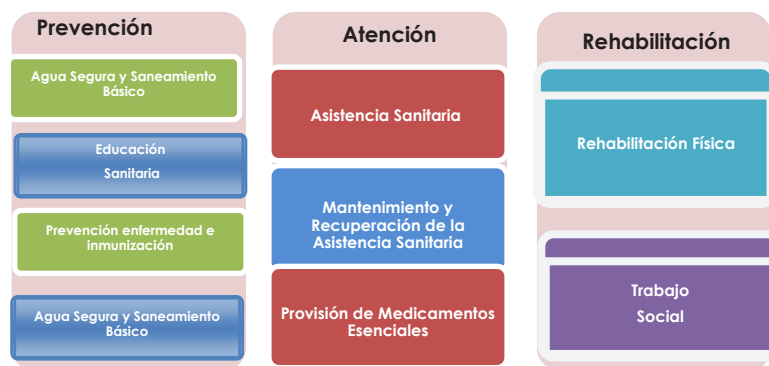 Prevención
Agua Segura y Saneamiento
Básico
Educación
Sanitaria
Prevención enfermedad e
inmunización
Agua Segura y Saneamiento
Básico
Atención
Asistencia Sanitaria
Mantenimiento y
Recuperación de la
Asistencia Sanitaria
Provisión de Medicamentos
Esenciales
Rehabilitación
Rehabilitación Física
Trabajo
Social